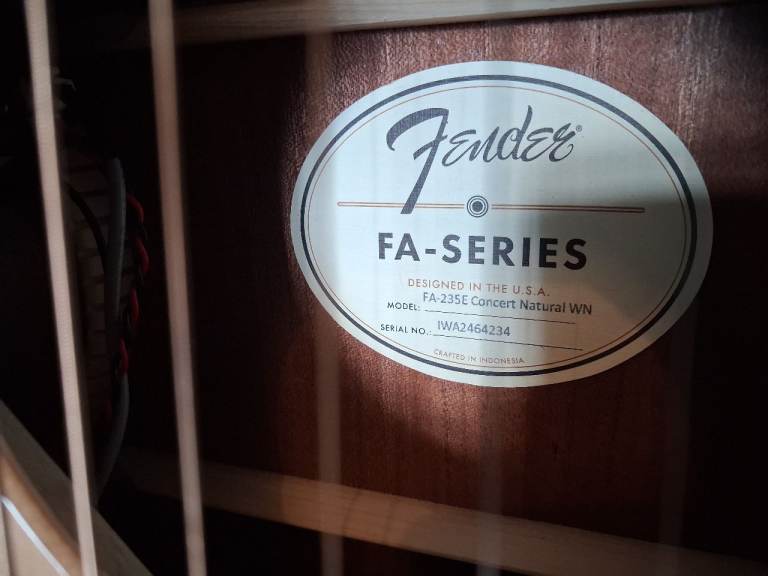 Fender®
FA-SERIES
DESIGNED IN THE U.S.A.
MODEL: FA-235E Concert Natural WN
SERIAL NO.: IWA2464234
CRAFTED IN INDONESIA